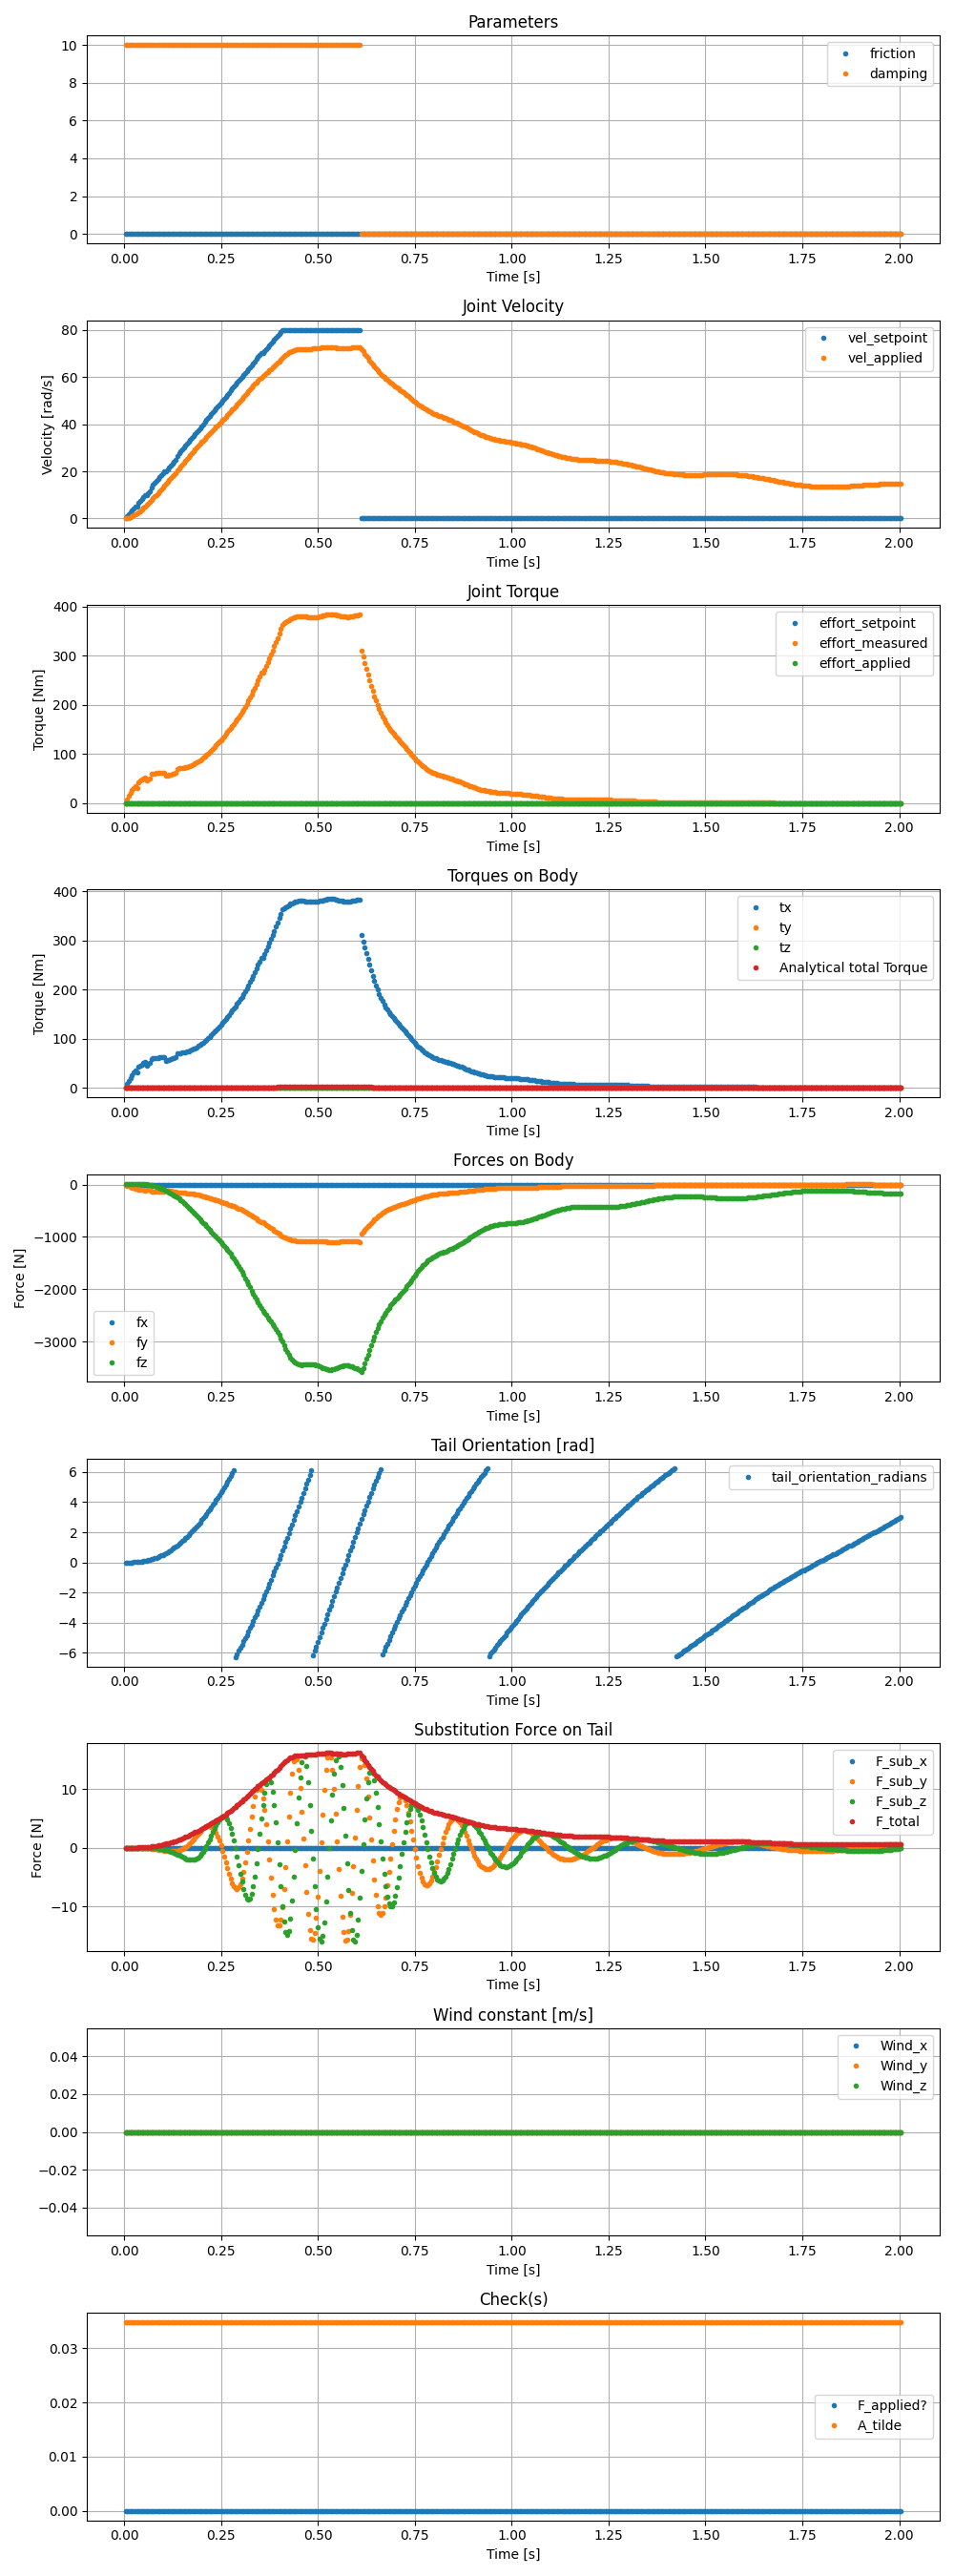 Parameters
10
8
6
4
2
0
friction
damping
0.00 0.25 0.50 0.75 1.00 1.25 1.50 1.75 2.00
Time [s]
Joint Velocity
Velocity [rad/s]
80
60
40
20
0
vel_setpoint
vel_applied
0.00 0.25 0.50 0.75 1.00 1.25 1.50 1.75 2.00
Time [s]
Joint Torque
Torque [Nm]
400
300
200
100
0
effort_setpoint
effort_measured
effort_applied
0.00 0.25 0.50 0.75 1.00 1.25 1.50 1.75 2.00
Time [s]
Torques on Body
Torque [Nm]
400
300
200
100
0
tx
ty
tz
Analytical total Torque
0.00 0.25 0.50 0.75 1.00 1.25 1.50 1.75 2.00
Time [s]
Forces on Body
Force [N]
0
−1000
−2000
−3000
fx
fy
fz
0.00 0.25 0.50 0.75 1.00 1.25 1.50 1.75 2.00
Time [s]
Tail Orientation [rad]
6
4
2
0
−2
−4
−6
tail_orientation_radians
0.00 0.25 0.50 0.75 1.00 1.25 1.50 1.75 2.00
Time [s]
Substitution Force on Tail
Force [N]
10
0
−10
F_sub_x
F_sub_y
F_sub_z
F_total
0.00 0.25 0.50 0.75 1.00 1.25 1.50 1.75 2.00
Time [s]
Wind constant [m/s]
0.04
0.02
0.00
−0.02
−0.04
Wind_x
Wind_y
Wind_z
0.00 0.25 0.50 0.75 1.00 1.25 1.50 1.75 2.00
Time [s]
Check(s)
0.03
0.02
0.01
0.00
F_applied?
A_tilde
0.00 0.25 0.50 0.75 1.00 1.25 1.50 1.75 2.00
Time [s]